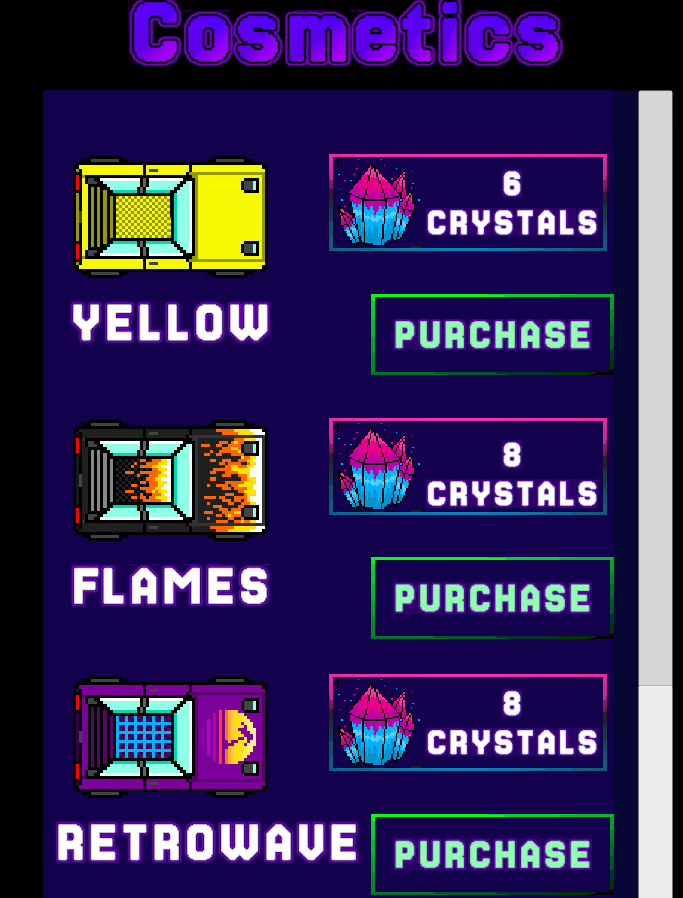 Cosmetics
6
CRYSTALS
YELLOW
PURCHASE
8
CRYSTALS
FLAMES
PURCHASE
8
CRYSTALS
RETROWAVE
PURCHASE